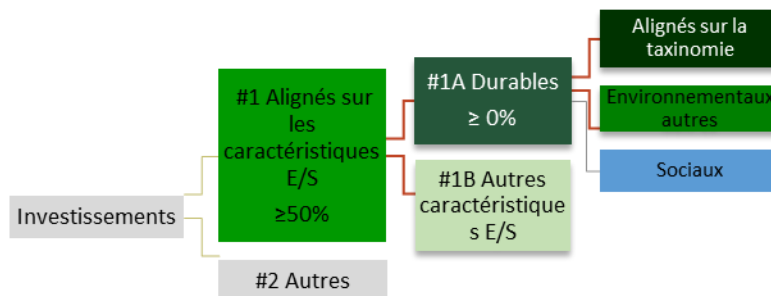 Investissements
#1 Alignés sur
les
caractéristiques
E/S
≥50%
#2 Autres
#1A Durables
≥ 0%
#1B Autres
caractéristique
s E/S
Alignés sur la
taxinomie
Environnementaux
autres
Sociaux